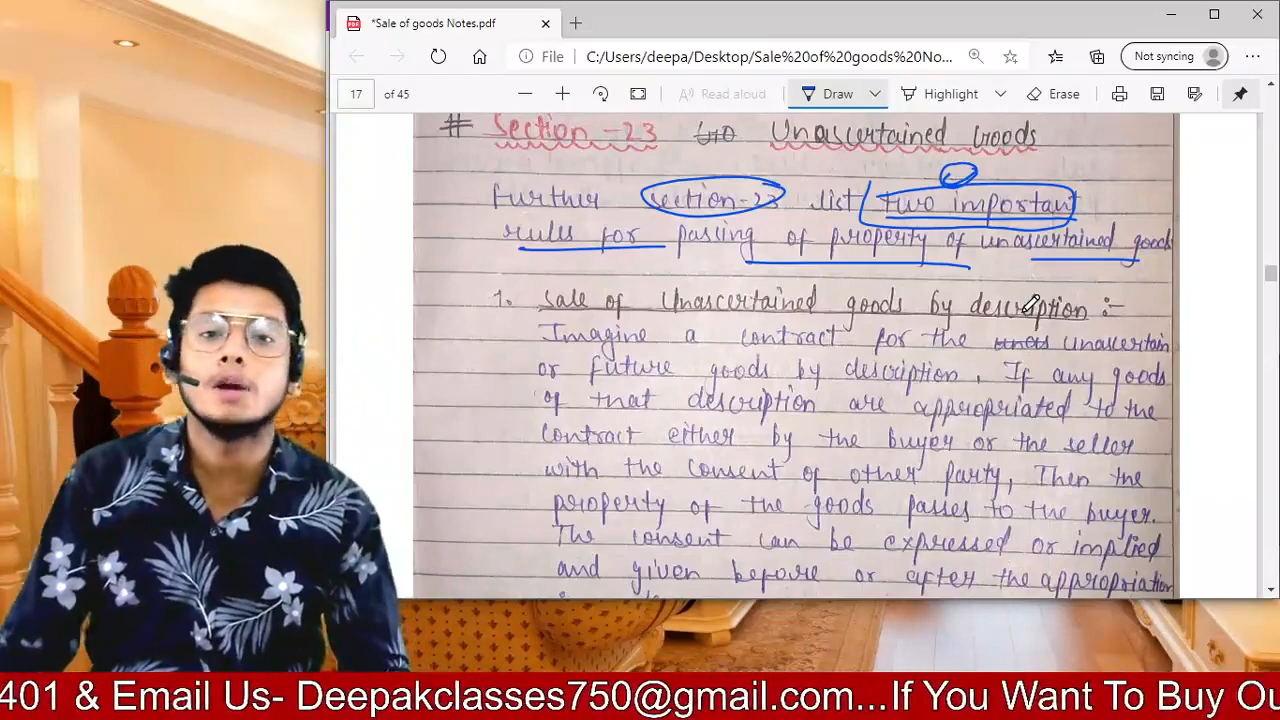 *Sale of goods Notes.pdf
File
C:/Users/deepa/Desktop/Sale%20of%20goods%20No...
Not syncing
17 of 45
Read aloud
Draw
Highlight
Erase
# Section-23 Unascertained Goods
Further section-23 list two important
rules for passing of property of unascertained goods
1. Sale of Unascertained goods by description :-
Imagine a contract for the unascertain
or future goods by description. If any goods
of that description are appropriated to the
contract either by the buyer or the seller
with the consent of other party, Then the
property of the goods passes to the buyer.
The consent can be expressed or implied
and given before or after the appropriation
401 & Email Us- Deepakclasses750@gmail.com...If You Want To Buy Ou